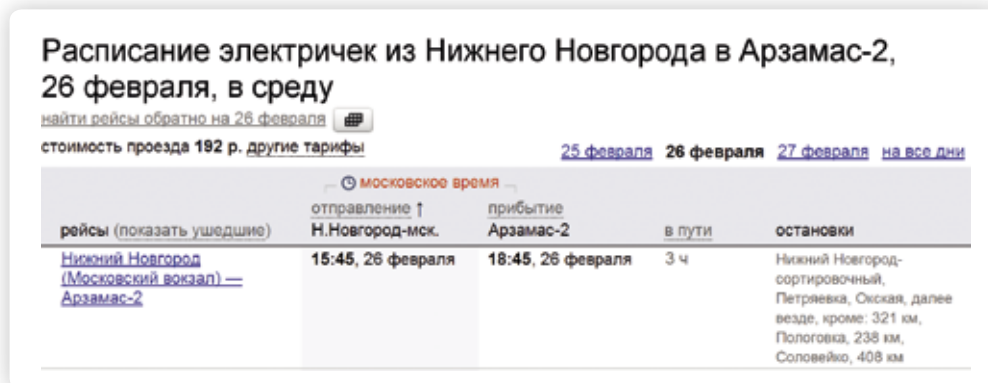 Расписание электричек из Нижнего Новгорода в Арзамас-2,
26 февраля, в среду
найти рейсы обратно на 26 февраля
стоимость проезда 192 р. другие тарифы
25 февраля 26 февраля 27 февраля на все дни
московское время
отправление ↑ прибытие
рейсы (показать ушедшие) Н.Новгород-мск. Арзамас-2 в пути остановки
Нижний Новгород 15:45, 26 февраля 18:45, 26 февраля 3 ч Нижний Новгород-
(Московский вокзал) — сортировочный,
Арзамас-2 Петряевка, Окская, далее
везде, кроме: 321 км,
Пологовка, 238 км,
Соловейко, 408 км